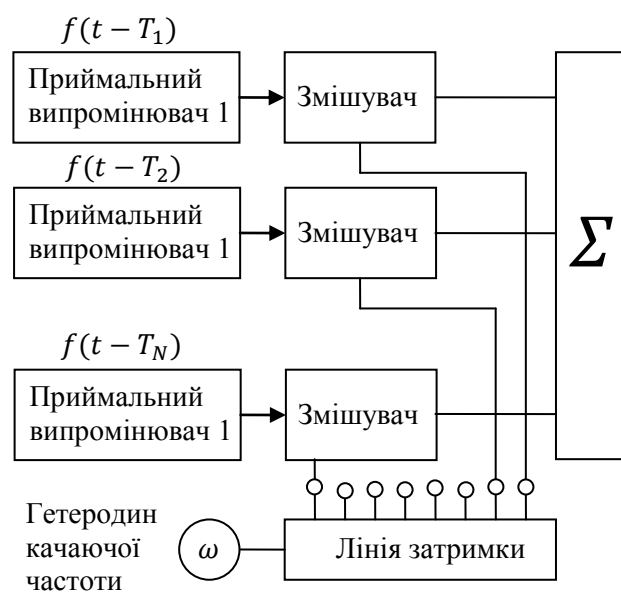 f(t − T₁)
Приймальний
випромінювач 1
Змішувач
f(t − T₂)
Приймальний
випромінювач 1
Змішувач
Σ
f(t − T_N)
Приймальний
випромінювач 1
Змішувач
Гетеродин
качаючої
частоти
ω
Лінія затримки